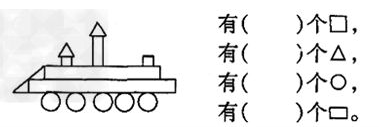 有(　　)个□,
有(　　)个△,
有(　　)个○,
有(　　)个▭。